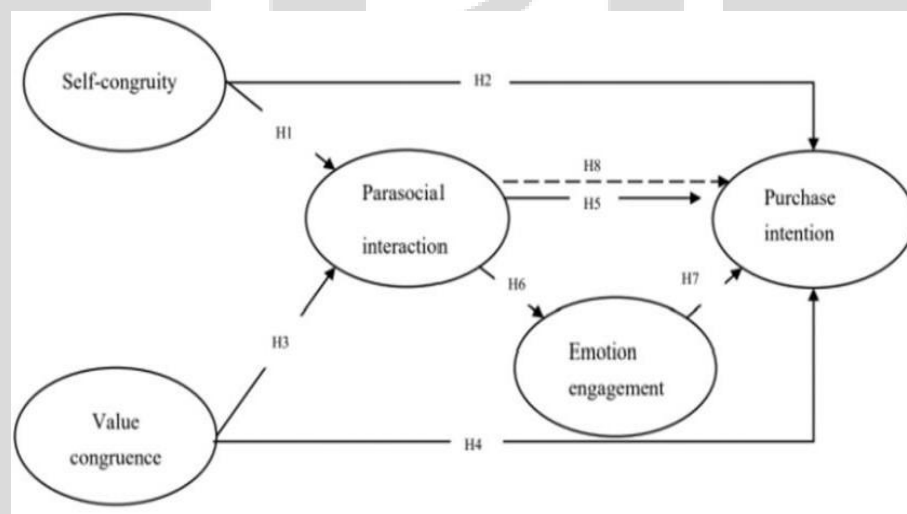 Self-congruity
H2
H1
H8
Parasocial
interaction
H5
Purchase
intention
H6
H7
H3
Emotion
engagement
Value
congruence
H4